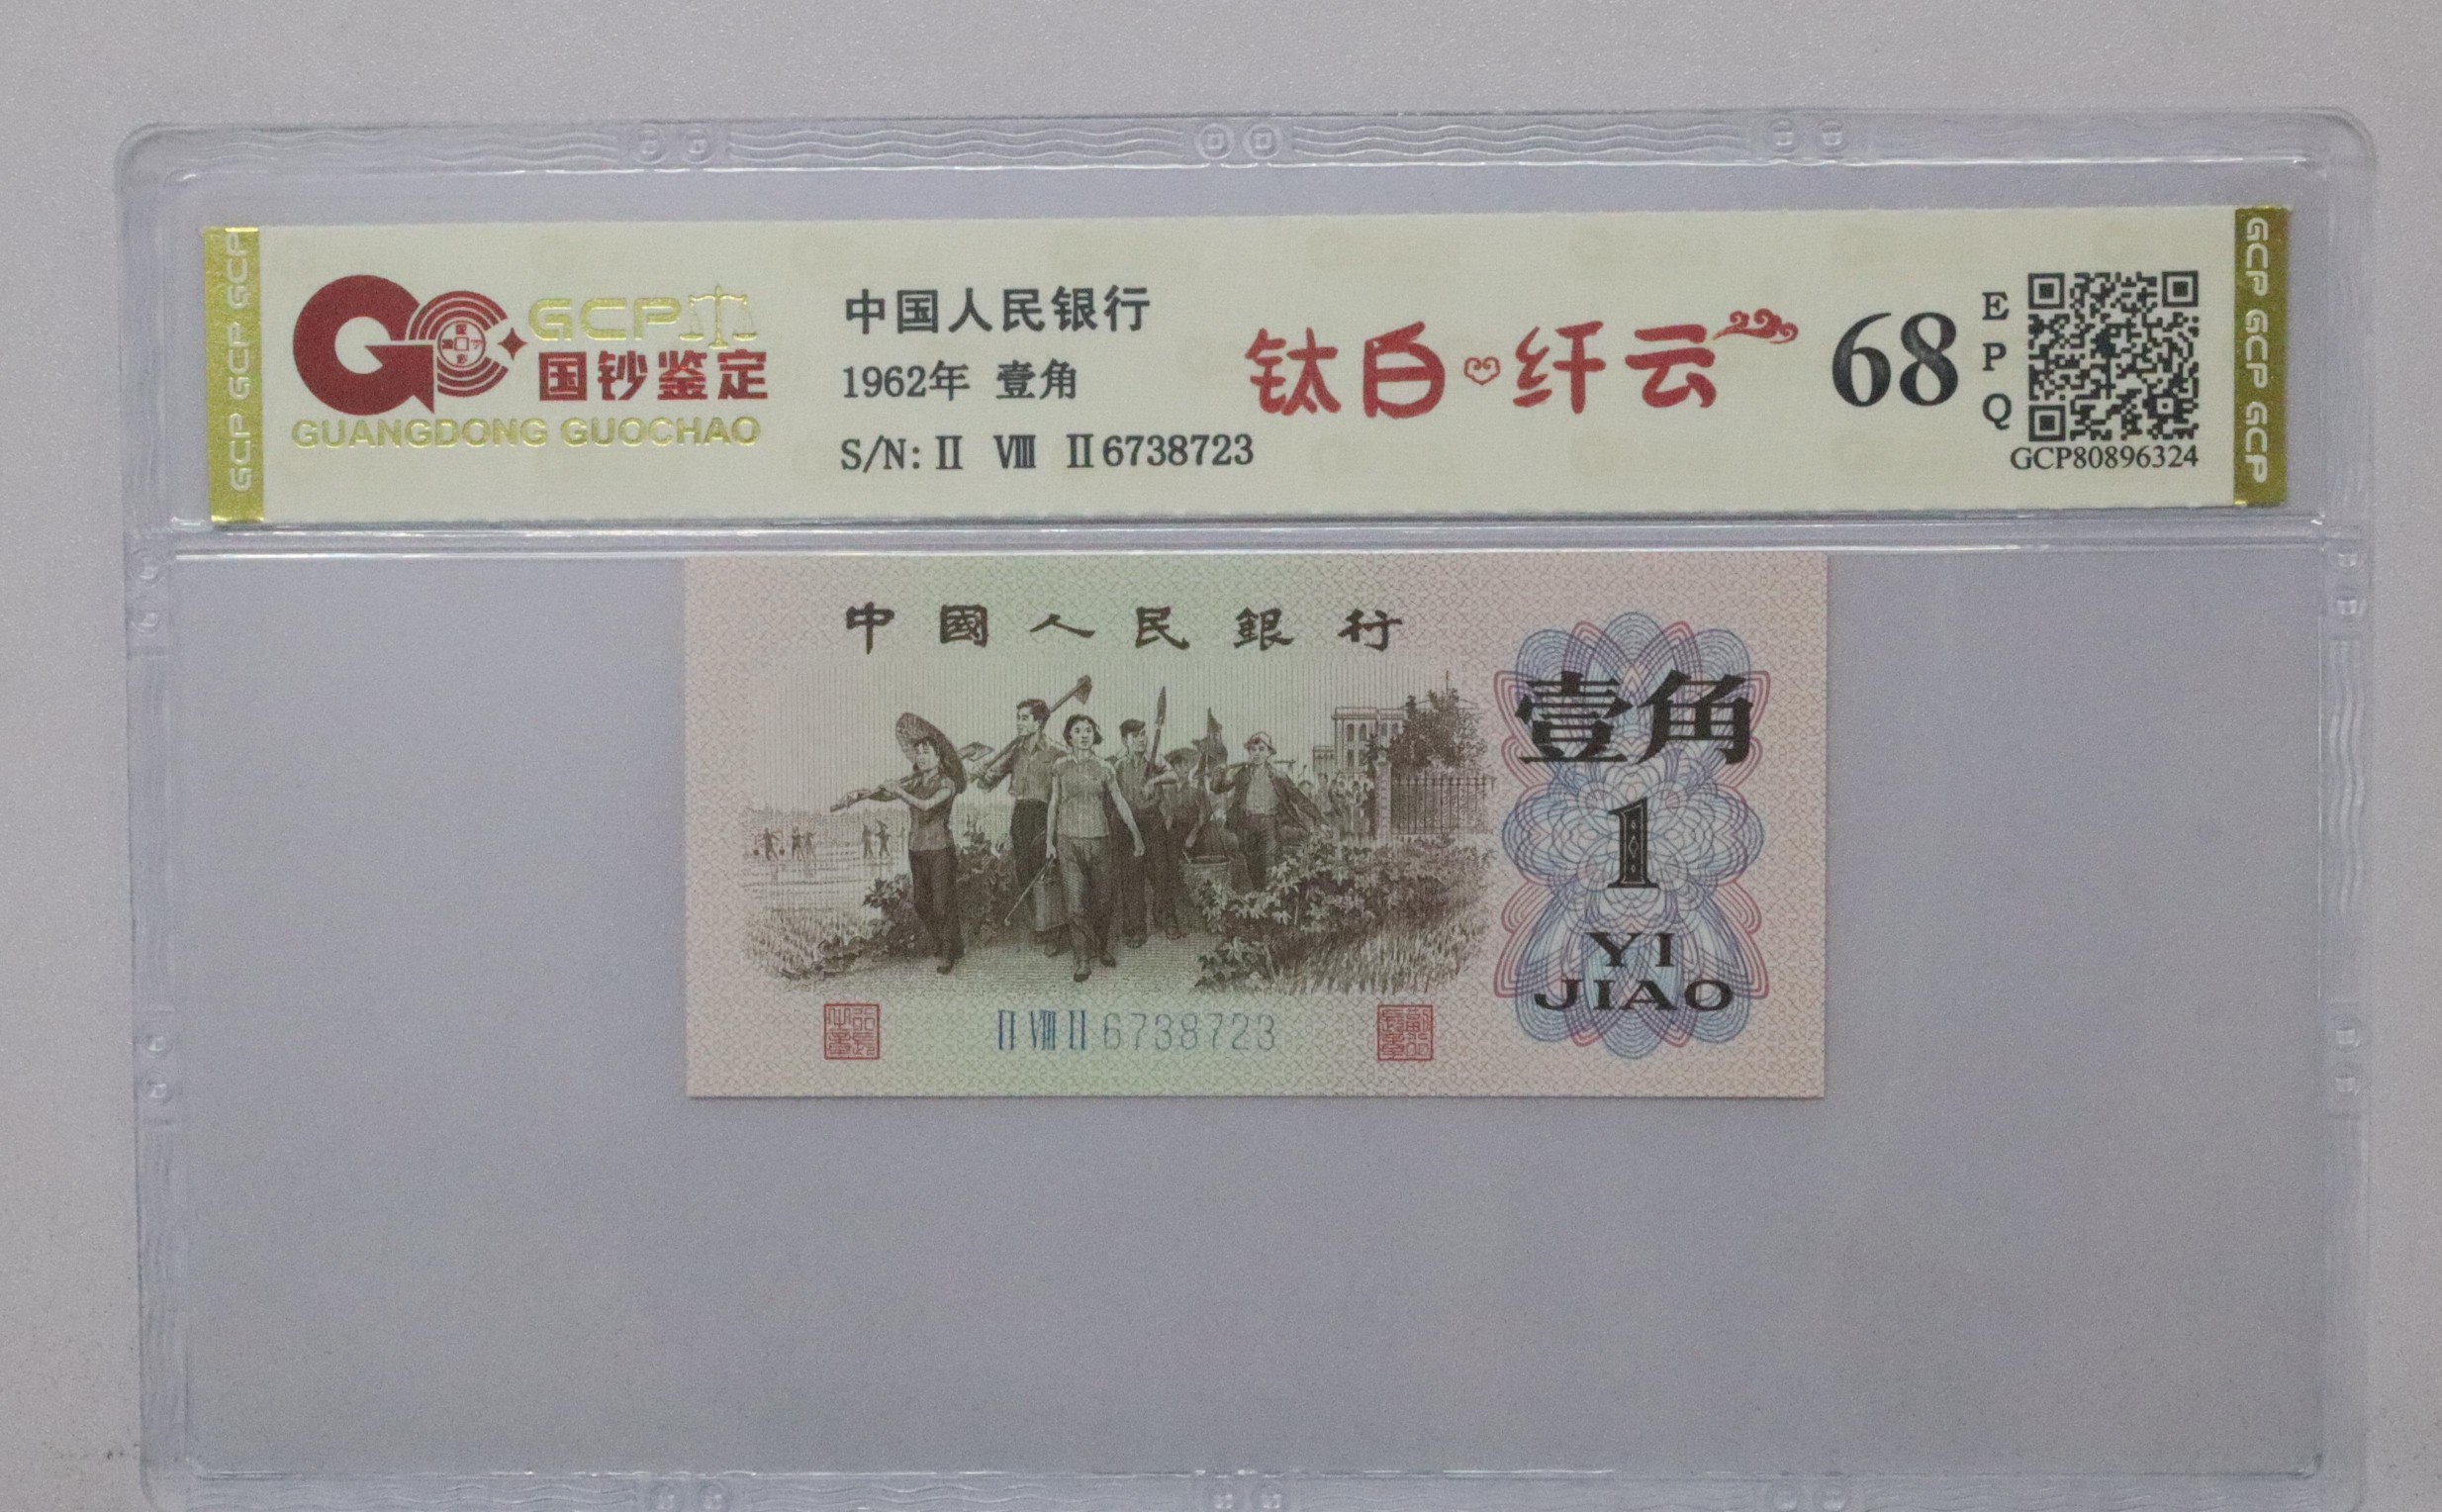 GCP GCP GCP
GCP
国钞鉴定
GUANGDONG GUOCHAO
中国人民银行
1962年 壹角
S/N: Ⅱ Ⅷ Ⅱ6738723
钛白 纤云
68
E
P
Q
GCP80896324
GCP GCP GCP
中國人民銀行
壹角
1
YI
JIAO
Ⅱ Ⅷ Ⅱ 6738723